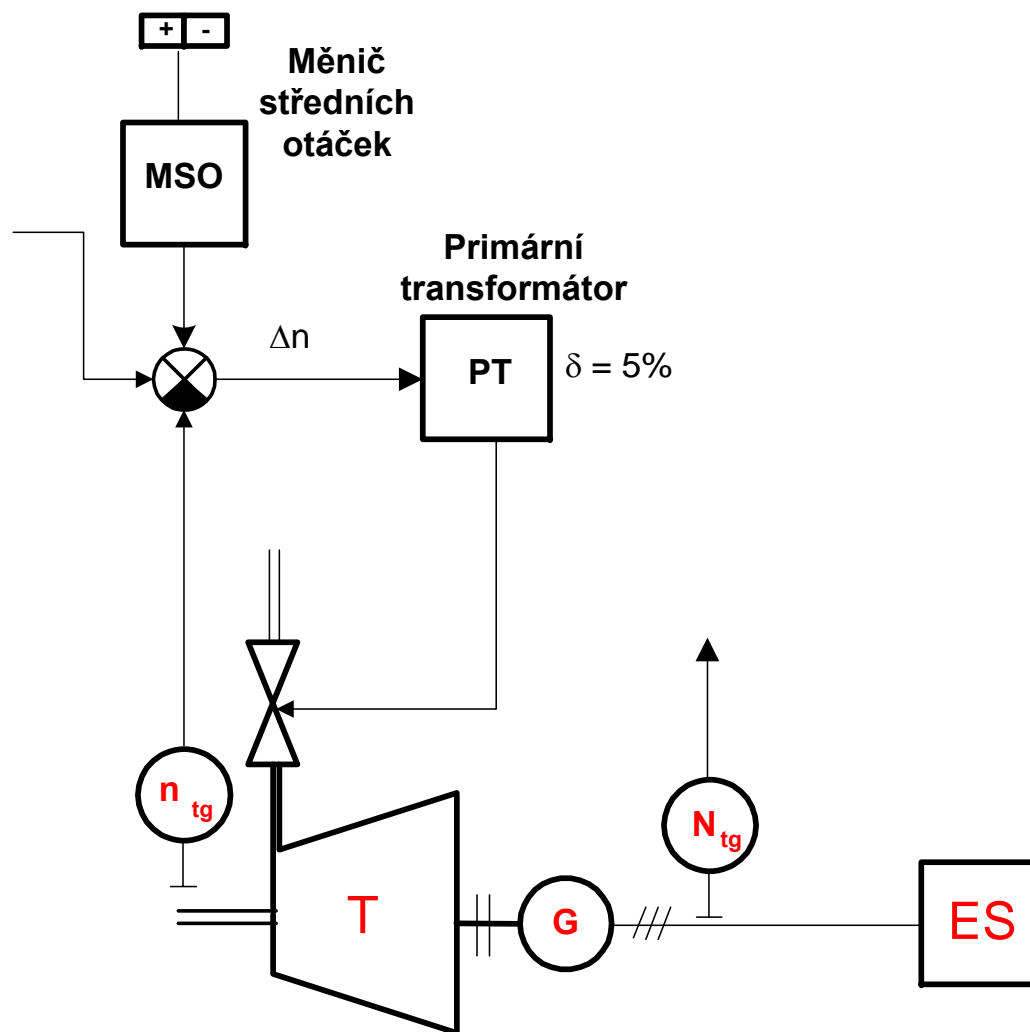 + -
Měnič
středních
otáček
MSO
Primární
transformátor
Δn
PT
δ = 5%
n tg
N tg
T
G
ES